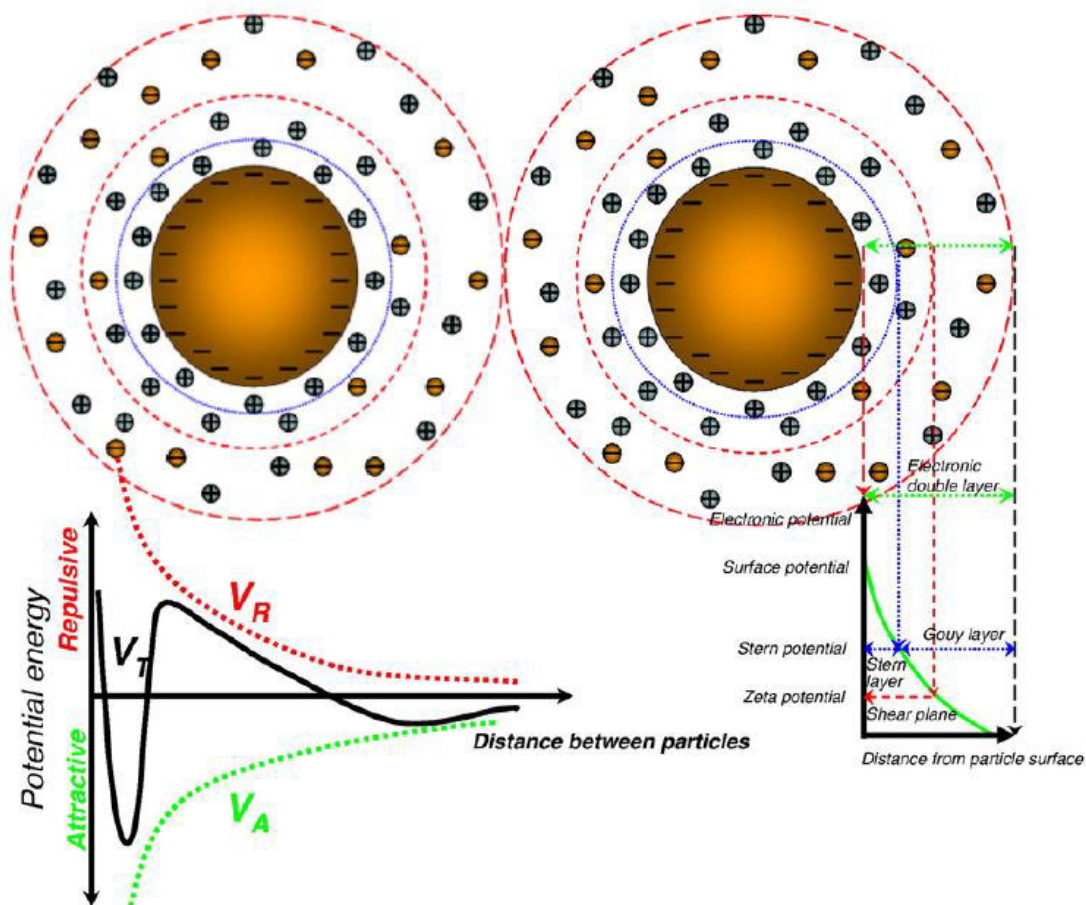 Electronic
double layer
Electronic potential
Surface potential
Gouy layer
Stern potential
Stern
layer
Zeta potential
Shear plane
Distance from particle surface
Potential energy
Repulsive
Attractive
V_R
V_T
V_A
Distance between particles